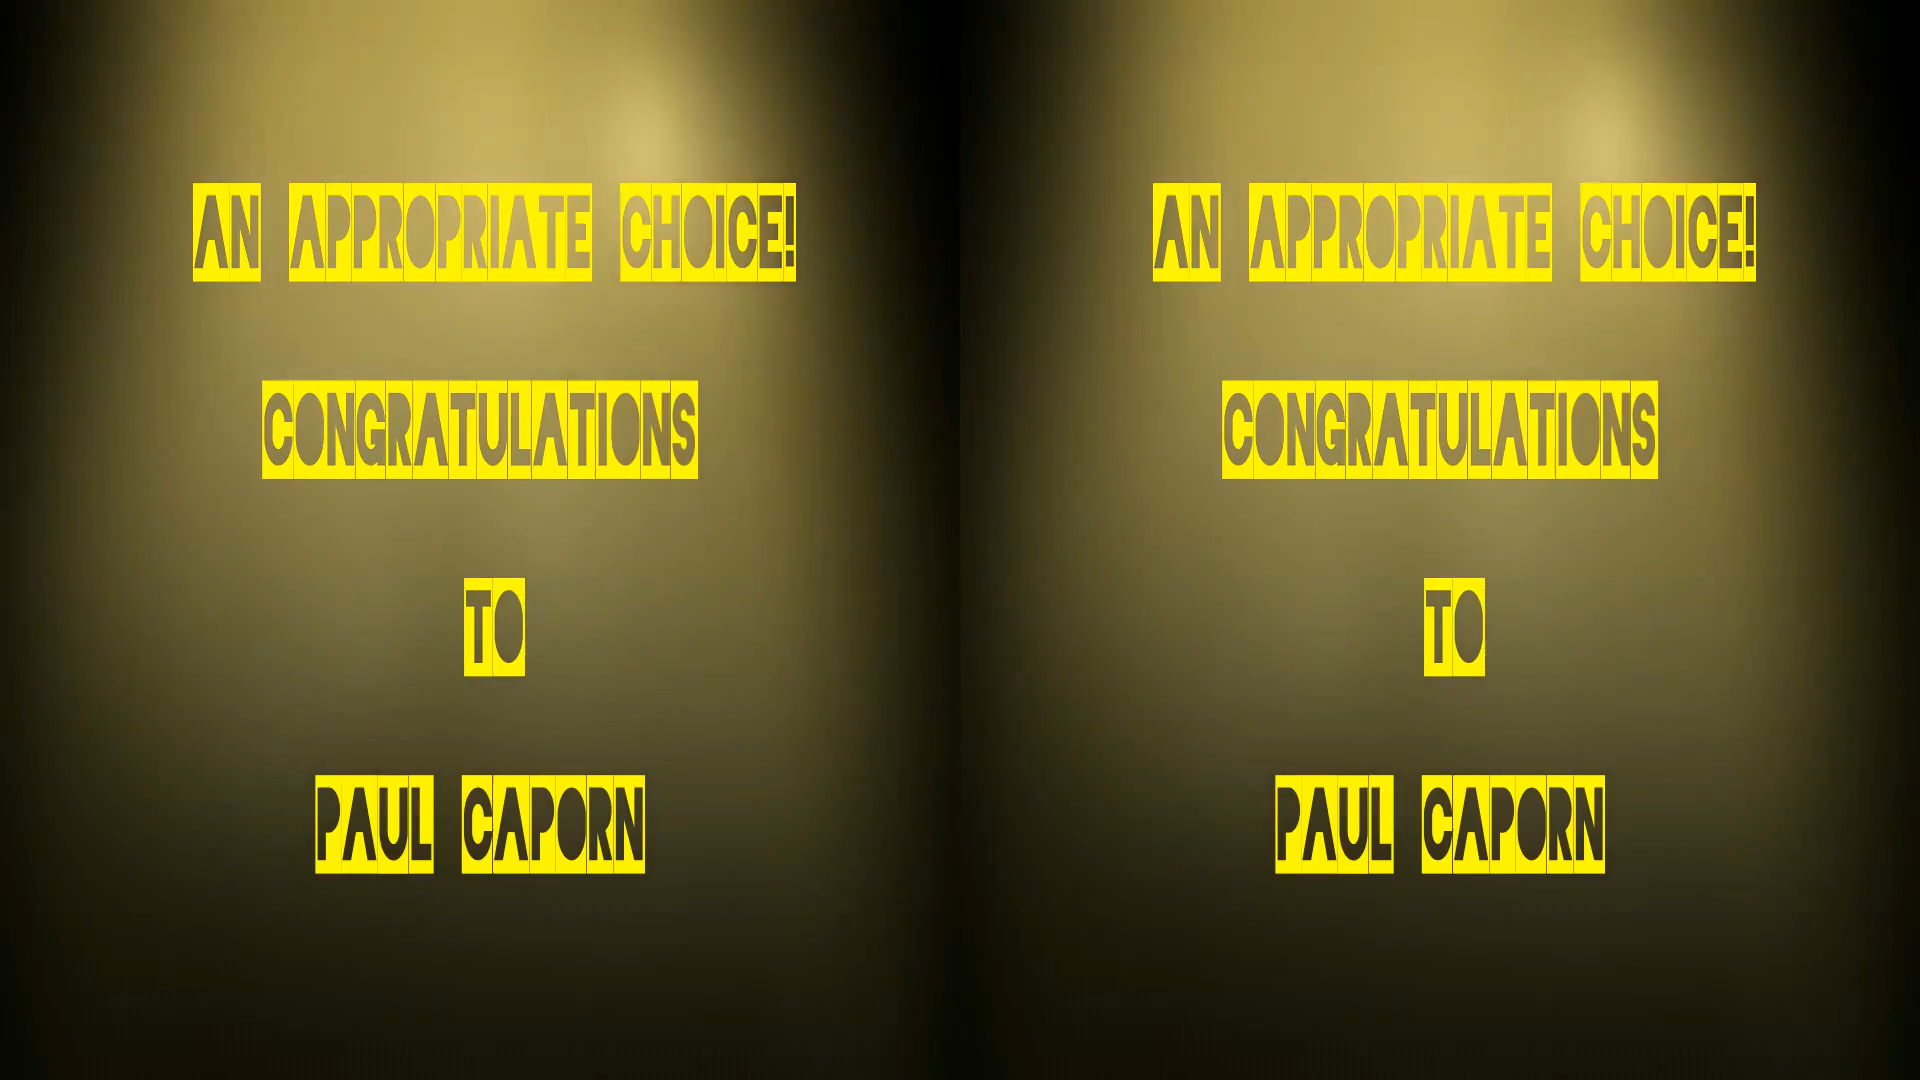 AN APPROPRIATE CHOICE!
CONGRATULATIONS
TO
PAUL CAPORN
AN APPROPRIATE CHOICE!
CONGRATULATIONS
TO
PAUL CAPORN